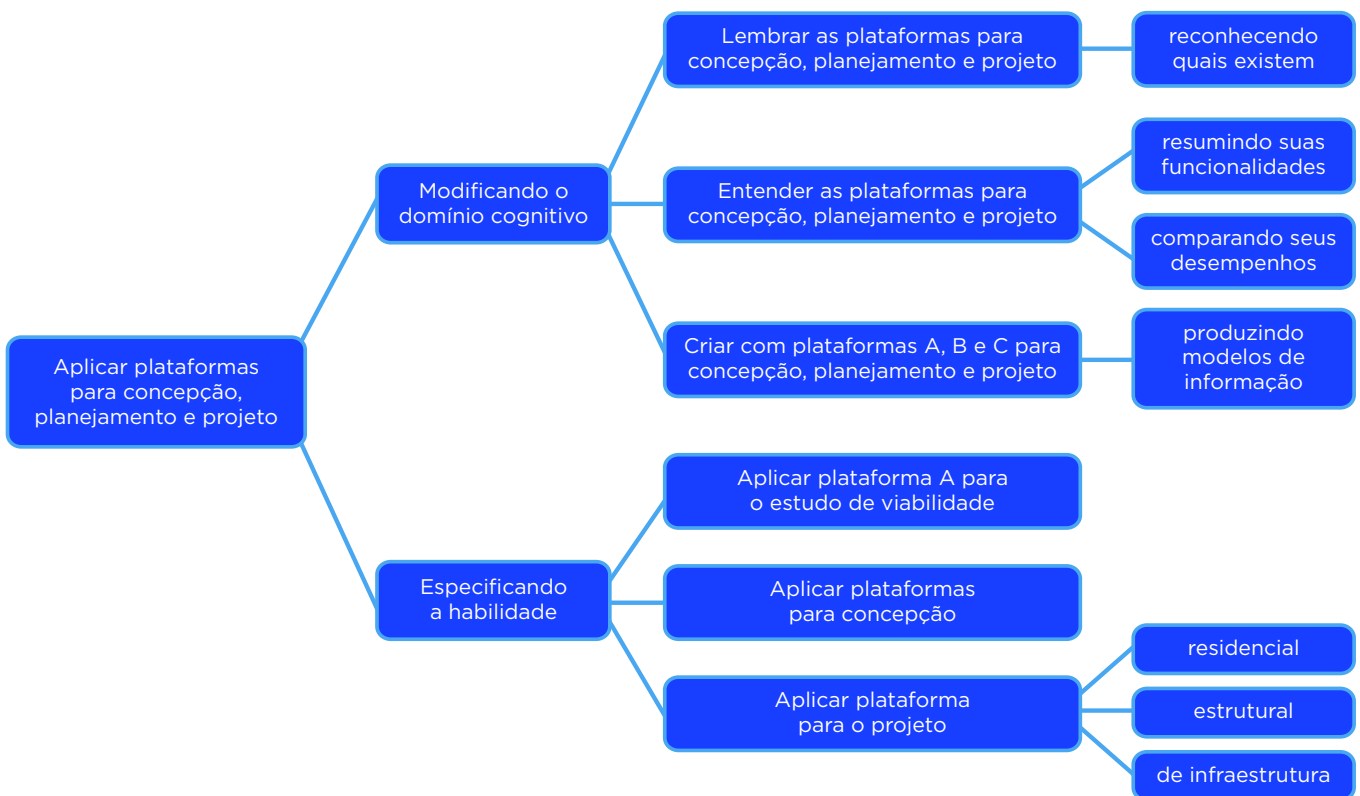 Aplicar plataformas
para concepção,
planejamento e projeto
Modificando o
domínio cognitivo
Lembrar as plataformas para
concepção, planejamento e projeto
reconhecendo
quais existem
Entender as plataformas para
concepção, planejamento e projeto
resumindo suas
funcionalidades
comparando seus
desempenhos
Criar com plataformas A, B e C para
concepção, planejamento e projeto
produzindo
modelos de
informação
Especificando
a habilidade
Aplicar plataforma A para
o estudo de viabilidade
Aplicar plataformas
para concepção
Aplicar plataforma
para o projeto
residencial
estrutural
de infraestrutura